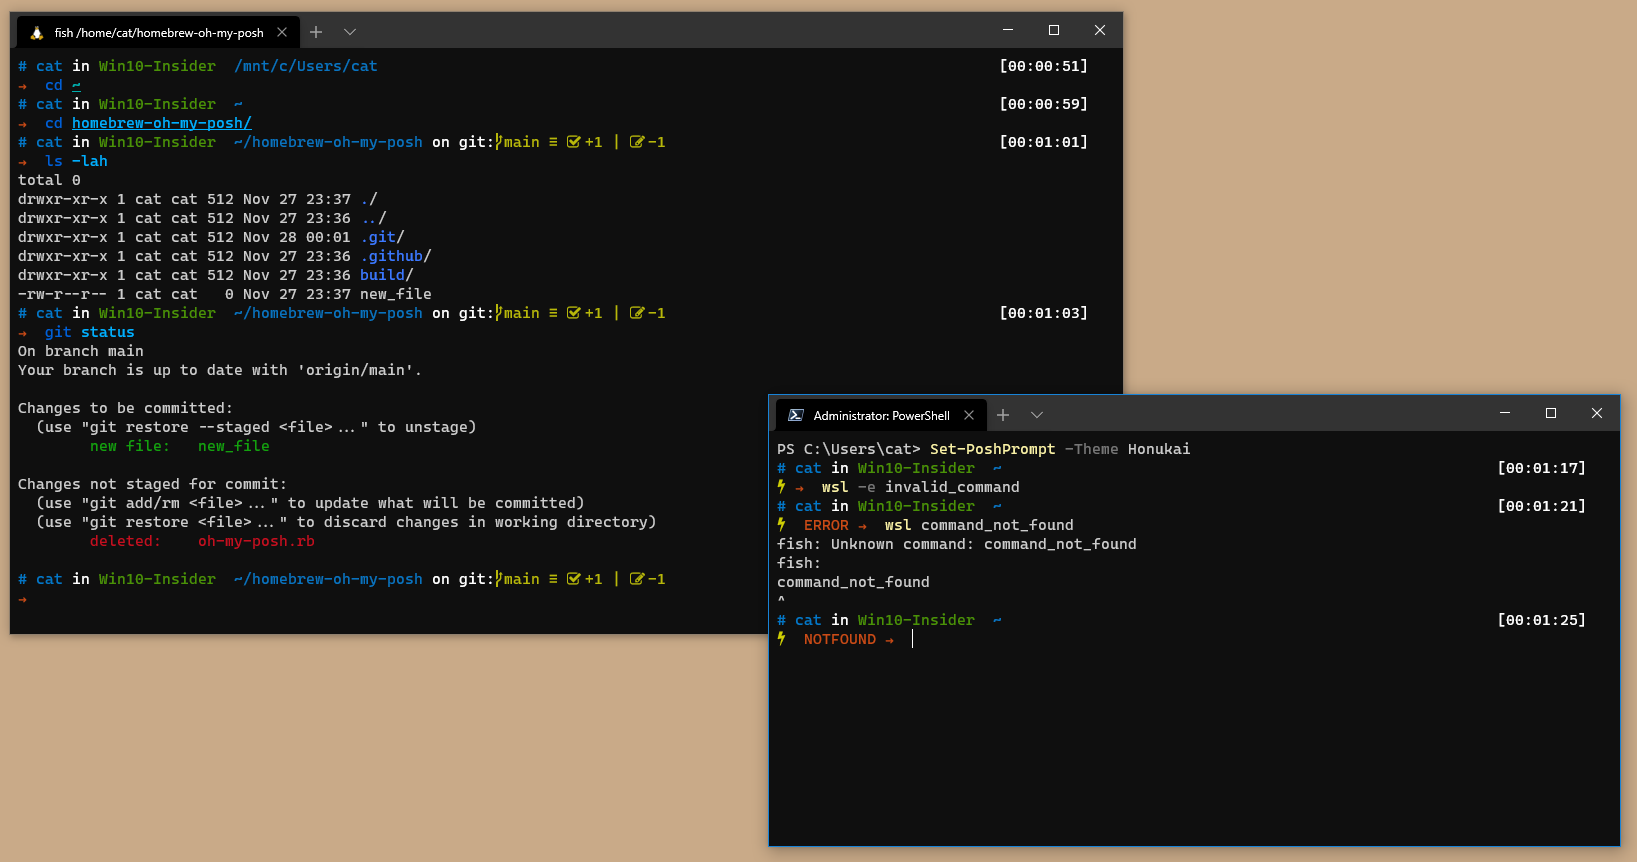 fish /home/cat/homebrew-oh-my-posh
# cat in Win10-Insider  /mnt/c/Users/cat [00:00:51]
→  cd ~
# cat in Win10-Insider  ~ [00:00:59]
→  cd homebrew-oh-my-posh/
# cat in Win10-Insider  ~/homebrew-oh-my-posh on git:main ≡ +1 | -1 [00:01:01]
→  ls -lah
total 0
drwxr-xr-x 1 cat cat 512 Nov 27 23:37 ./
drwxr-xr-x 1 cat cat 512 Nov 27 23:36 ../
drwxr-xr-x 1 cat cat 512 Nov 28 00:01 .git/
drwxr-xr-x 1 cat cat 512 Nov 27 23:36 .github/
drwxr-xr-x 1 cat cat 512 Nov 27 23:36 build/
-rw-r--r-- 1 cat cat   0 Nov 27 23:37 new_file
# cat in Win10-Insider  ~/homebrew-oh-my-posh on git:main ≡ +1 | -1 [00:01:03]
→  git status
On branch main
Your branch is up to date with 'origin/main'.
Changes to be committed:
  (use "git restore --staged <file>..." to unstage)
        new file:   new_file
Changes not staged for commit:
  (use "git add/rm <file>..." to update what will be committed)
  (use "git restore <file>..." to discard changes in working directory)
        deleted:    oh-my-posh.rb
# cat in Win10-Insider  ~/homebrew-oh-my-posh on git:main ≡ +1 | -1
→
Administrator: PowerShell
PS C:\Users\cat> Set-PoshPrompt -Theme Honukai
# cat in Win10-Insider  ~ [00:01:17]
→  wsl -e invalid_command
# cat in Win10-Insider  ~ [00:01:21]
ERROR →  wsl command_not_found
fish: Unknown command: command_not_found
fish:
command_not_found
^
# cat in Win10-Insider  ~ [00:01:25]
NOTFOUND →